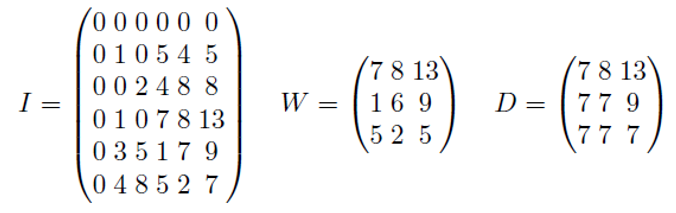 I = (0 0 0 0 0 0
0 1 0 5 4 5
0 0 2 4 8 8
0 1 0 7 8 13
0 3 5 1 7 9
0 4 8 5 2 7)
W = (7 8 13
1 6 9
5 2 5)
D = (7 8 13
7 7 9
7 7 7)